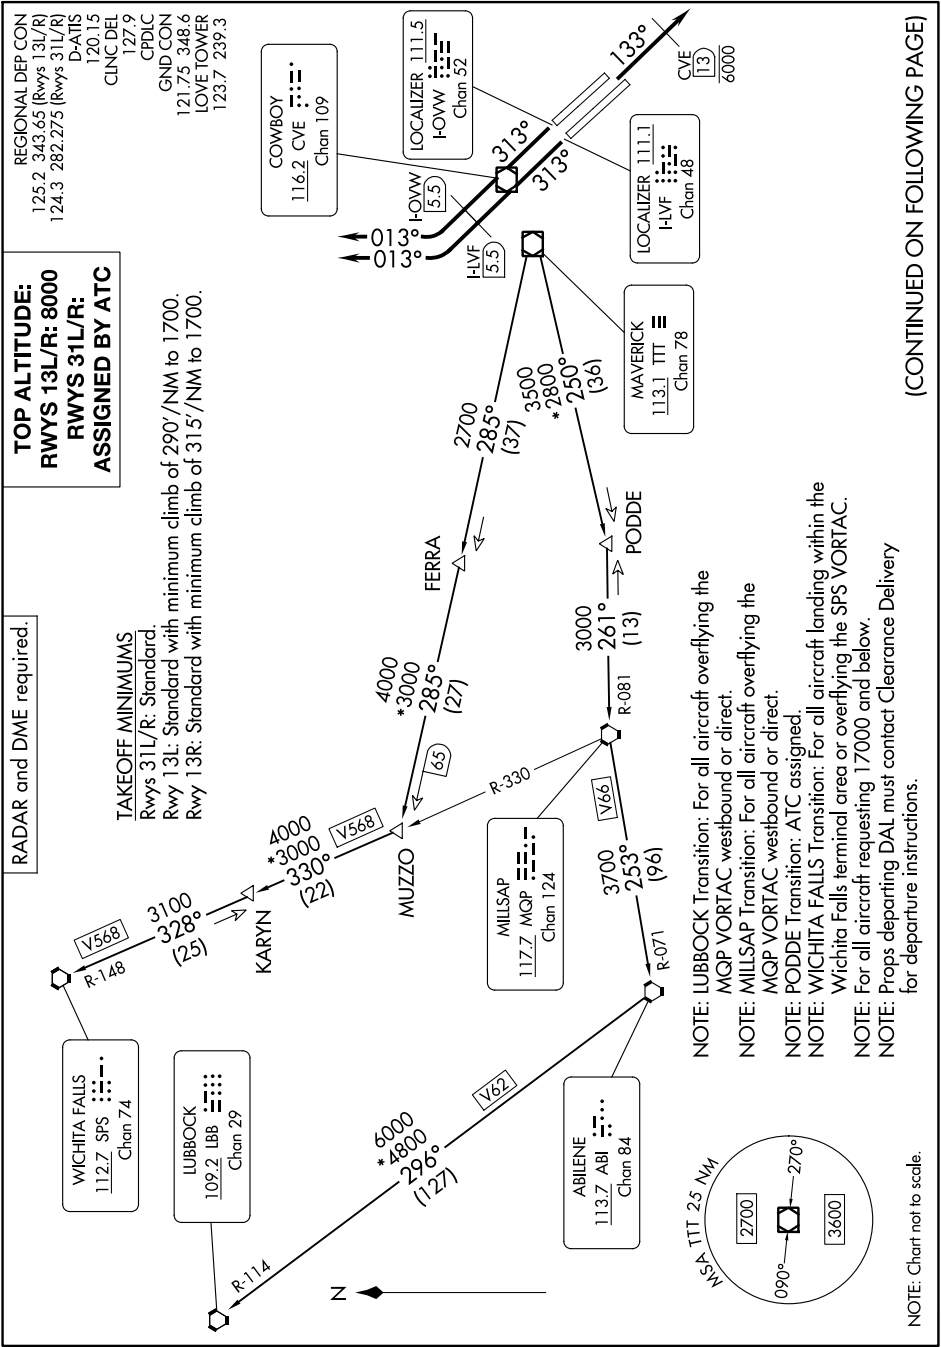 RADAR and DME required.
TOP ALTITUDE:
RWYS 13L/R: 8000
RWYS 31L/R:
ASSIGNED BY ATC
REGIONAL DEP CON
125.2 343.65 (Rwys 13L/R)
124.3 282.275 (Rwys 31L/R)
D-ATIS
120.15
CLNC DEL
127.9
CPDLC
GND CON
121.75 348.6
LOVE TOWER
123.7 239.3
TAKEOFF MINIMUMS
Rwys 31L/R: Standard.
Rwy 13L: Standard with minimum climb of 290'/NM to 1700.
Rwy 13R: Standard with minimum climb of 315'/NM to 1700.
WICHITA FALLS
112.7 SPS
Chan 74
LUBBOCK
109.2 LBB
Chan 29
R-148
V568
3100
328°
(25)
KARYN
4000
*3000
330°
(22)
V568
MUZZO
65
4000
*3000
285°
(27)
FERRA
2700
285°
(37)
COWBOY
116.2 CVE
Chan 109
LOCALIZER 111.5
I-OVW
Chan 52
013°
013°
I-OVW
5.5
I-LVF
5.5
313°
313°
133°
CVE
13
6000
LOCALIZER 111.1
I-LVF
Chan 48
MAVERICK
113.1 TTT
Chan 78
3500
*2800
250°
(36)
PODDE
3000
261°
(13)
R-081
R-330
MILLSAP
117.7 MQP
Chan 124
V66
3700
253°
(96)
R-071
ABILENE
113.7 ABI
Chan 84
V62
6000
*4800
296°
(127)
R-114
N
MSA TTT 25 NM
2700
3600
090°
270°
NOTE: LUBBOCK Transition: For all aircraft overflying the
MQP VORTAC westbound or direct.
NOTE: MILLSAP Transition: For all aircraft overflying the
MQP VORTAC westbound or direct.
NOTE: PODDE Transition: ATC assigned.
NOTE: WICHITA FALLS Transition: For all aircraft landing within the
Wichita Falls terminal area or overflying the SPS VORTAC.
NOTE: For all aircraft requesting 17000 and below.
NOTE: Props departing DAL must contact Clearance Delivery
for departure instructions.
NOTE: Chart not to scale.
(CONTINUED ON FOLLOWING PAGE)